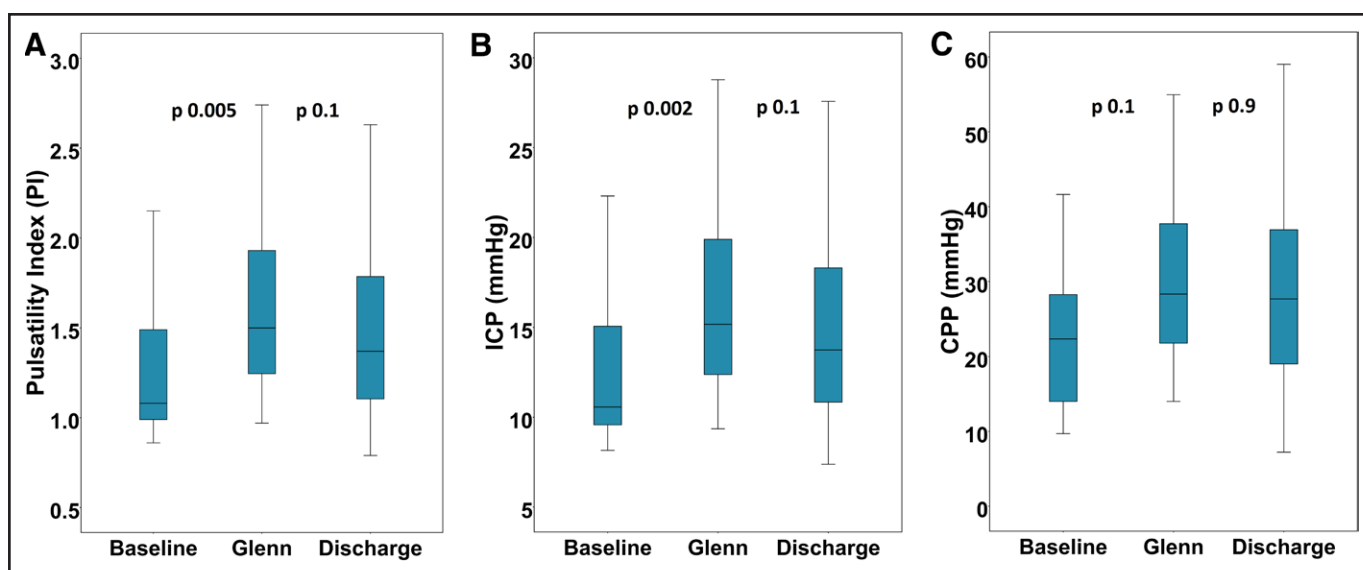 A
Pulsatility Index (PI)
3.0
2.5
2.0
1.5
1.0
0.5
p 0.005 p 0.1
Baseline Glenn Discharge
B
ICP (mmHg)
30
25
20
15
10
5
p 0.002 p 0.1
Baseline Glenn Discharge
C
CPP (mmHg)
60
50
40
30
20
10
0
p 0.1 p 0.9
Baseline Glenn Discharge